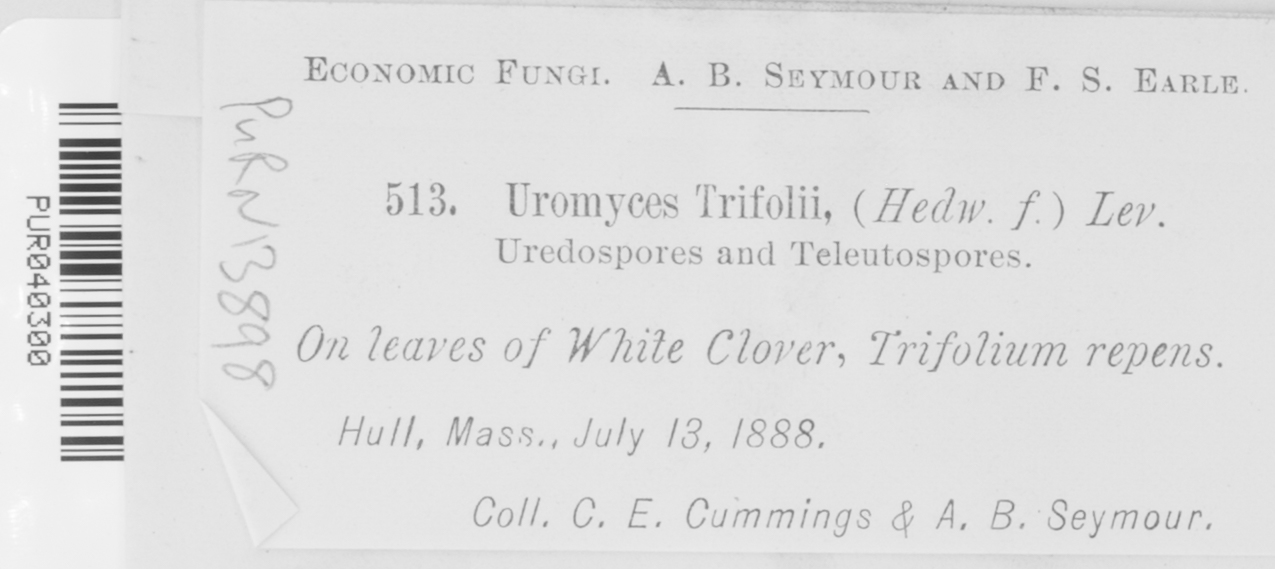 ECONOMIC FUNGI. A. B. SEYMOUR AND F. S. EARLE.
513. Uromyces Trifolii, (Hedw. f.) Lev.
Uredospores and Teleutospores.
On leaves of White Clover, Trifolium repens.
Hull, Mass., July 13, 1888.
Coll. C. E. Cummings & A. B. Seymour.
PURN13898
PUR040300